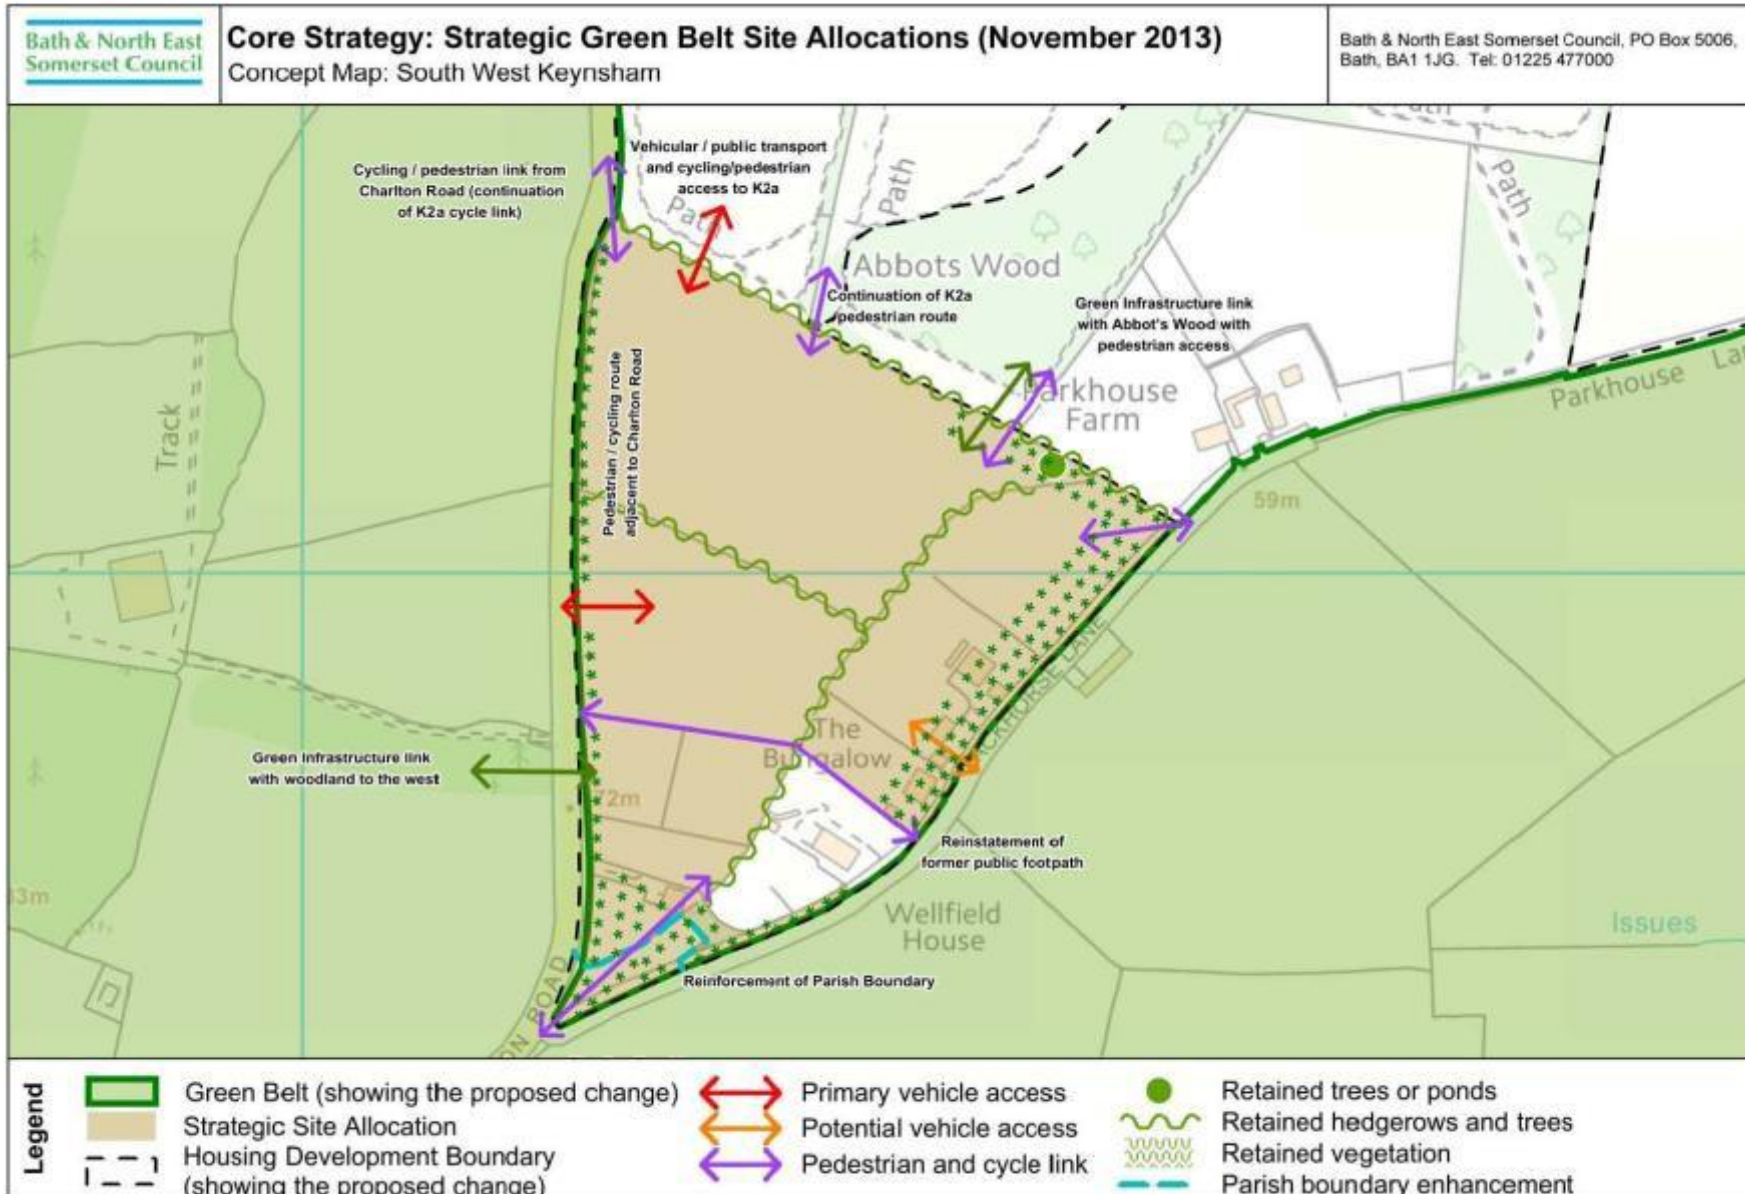 Bath & North East
Somerset Council
Core Strategy: Strategic Green Belt Site Allocations (November 2013)
Concept Map: South West Keynsham
Bath & North East Somerset Council, PO Box 5006,
Bath, BA1 1JG. Tel: 01225 477000
Path
Vehicular / public transport
and cycling/pedestrian
access to K2a
Cycling / pedestrian link from
Charlton Road (continuation
of K2a cycle link)
Path
Path
Path
Abbots Wood
Continuation of K2a
pedestrian route
Green Infrastructure link
with Abbot's Wood with
pedestrian access
Parkhouse
Farm
Parkhouse
Track
Pedestrian / cycling route
adjacent to Charlton Road
59m
The
Bungalow
Green Infrastructure link
with woodland to the west
72m
Reinstatement of
former public footpath
Wellfield
House
Issues
Reinforcement of Parish Boundary
ROAD
LANE
Legend
Green Belt (showing the proposed change)
Strategic Site Allocation
Housing Development Boundary
(showing the proposed change)
Primary vehicle access
Potential vehicle access
Pedestrian and cycle link
Retained trees or ponds
Retained hedgerows and trees
Retained vegetation
Parish boundary enhancement